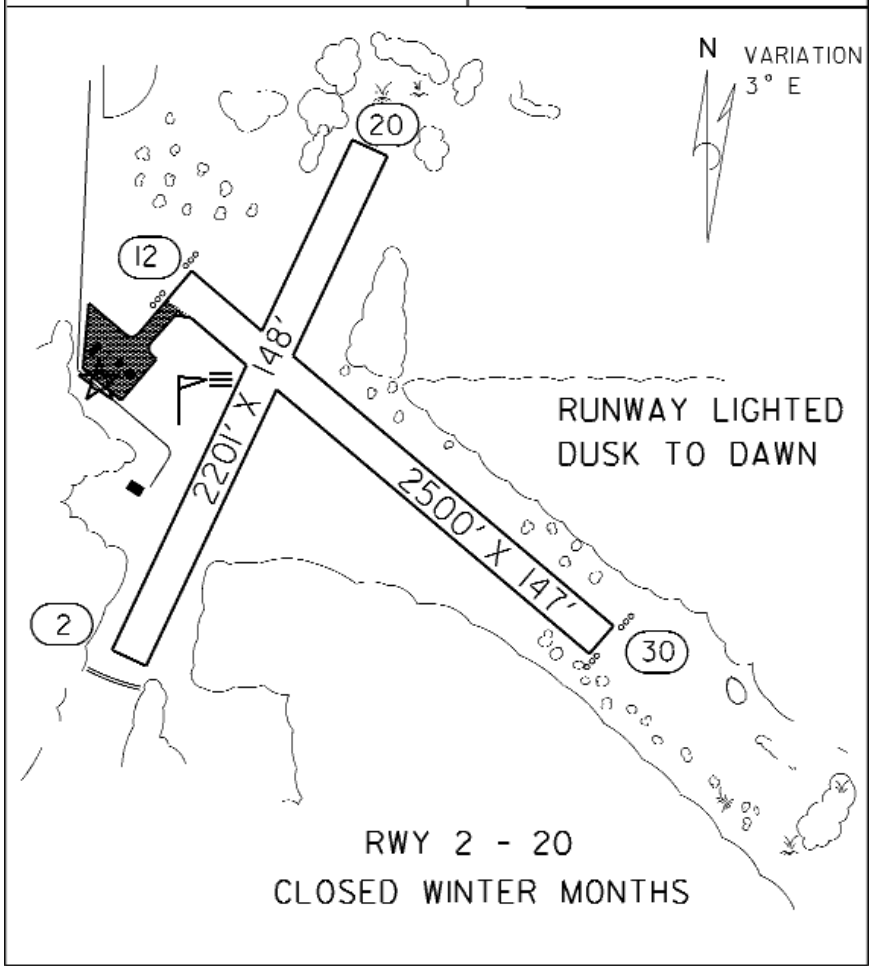 N
VARIATION
3° E
20
12
2201' X 148'
RUNWAY LIGHTED
DUSK TO DAWN
2500' X 147'
2
30
RWY 2 - 20
CLOSED WINTER MONTHS